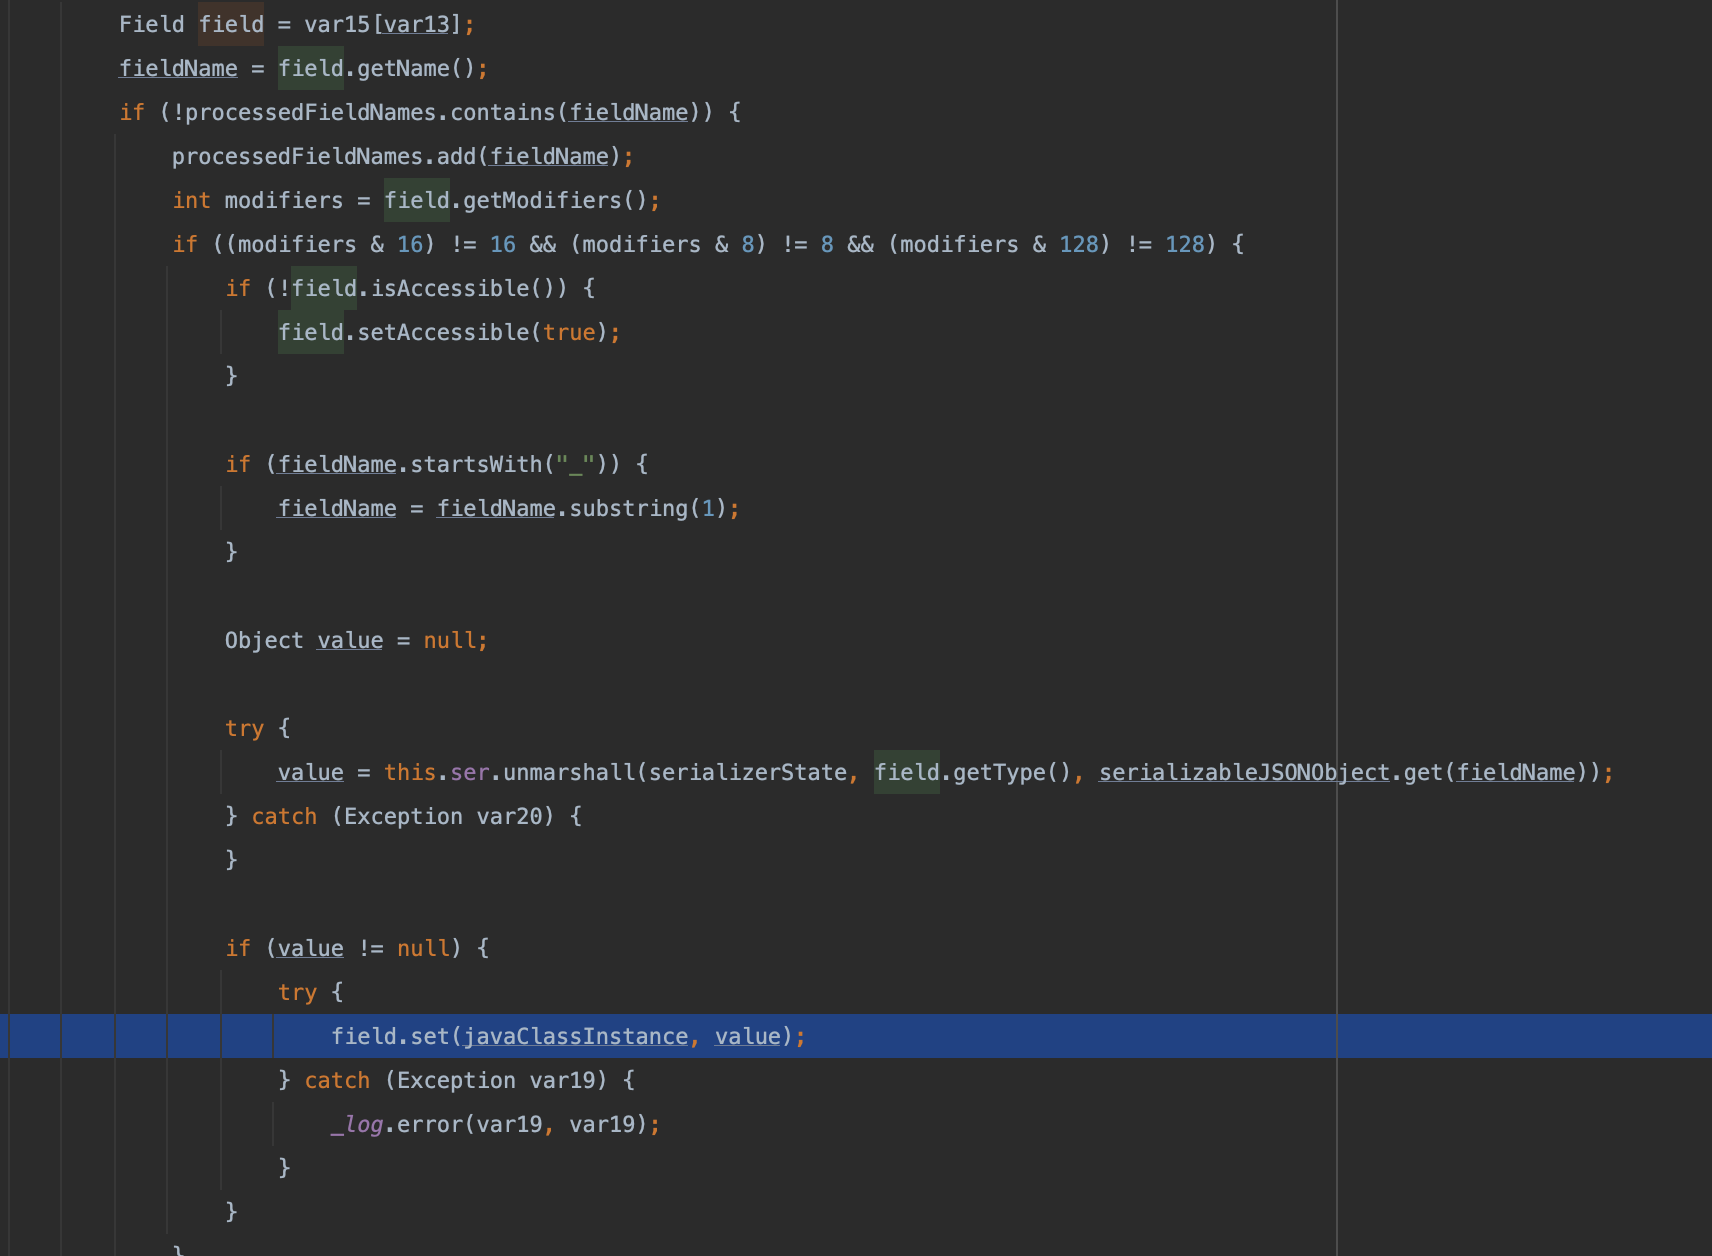 Field field = var15[var13];
fieldName = field.getName();
if (!processedFieldNames.contains(fieldName)) {
processedFieldNames.add(fieldName);
int modifiers = field.getModifiers();
if ((modifiers & 16) != 16 && (modifiers & 8) != 8 && (modifiers & 128) != 128) {
if (!field.isAccessible()) {
field.setAccessible(true);
}
if (fieldName.startsWith("_")) {
fieldName = fieldName.substring(1);
}
Object value = null;
try {
value = this.ser.unmarshall(serializerState, field.getType(), serializableJSONObject.get(fieldName));
} catch (Exception var20) {
}
if (value != null) {
try {
field.set(javaClassInstance, value);
} catch (Exception var19) {
_log.error(var19, var19);
}
}
}